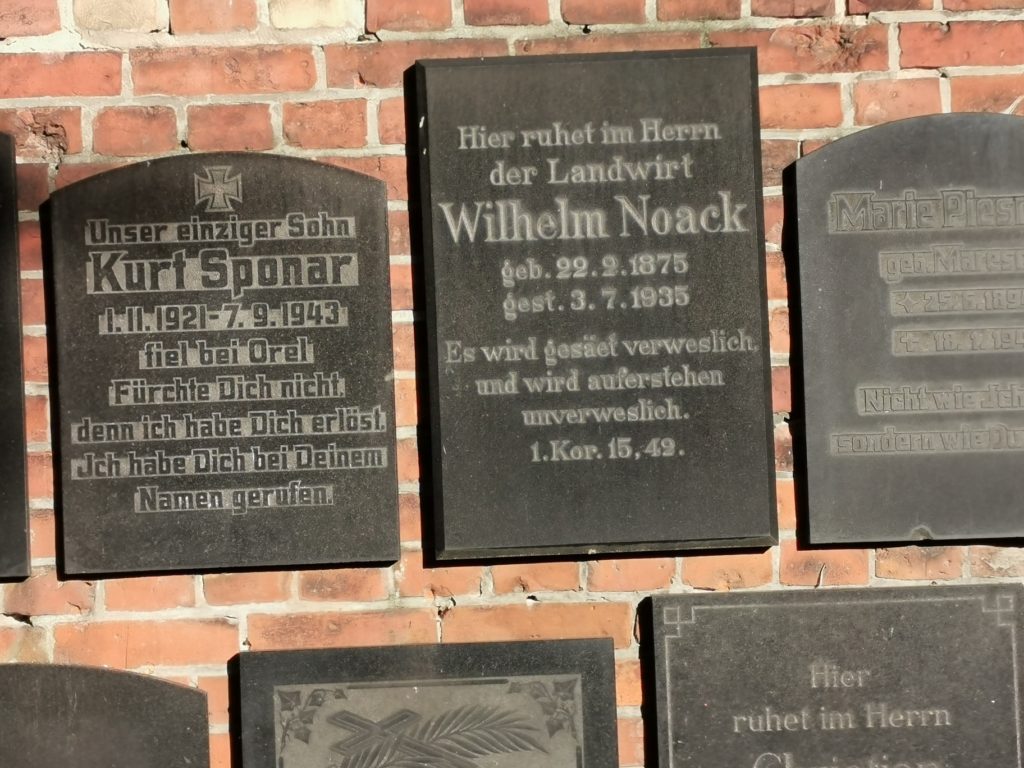 Unser einziger Sohn
Kurt Sponar
1.11.1921-7.9.1943
fiel bei Orel
Fürchte Dich nicht,
denn ich habe Dich erlöst.
Jch habe Dich bei Deinem
Namen gerufen.
Hier ruhet im Herrn
der Landwirt
Wilhelm Noack
geb. 22.2.1875
gest. 3.7.1935
Es wird gesäet verweslich,
und wird auferstehen
unverweslich.
1. Kor. 15, 42.
Marie
geb.
Nicht wie Jch
sondern wie Du
Hier
ruhet im Herrn
Christian